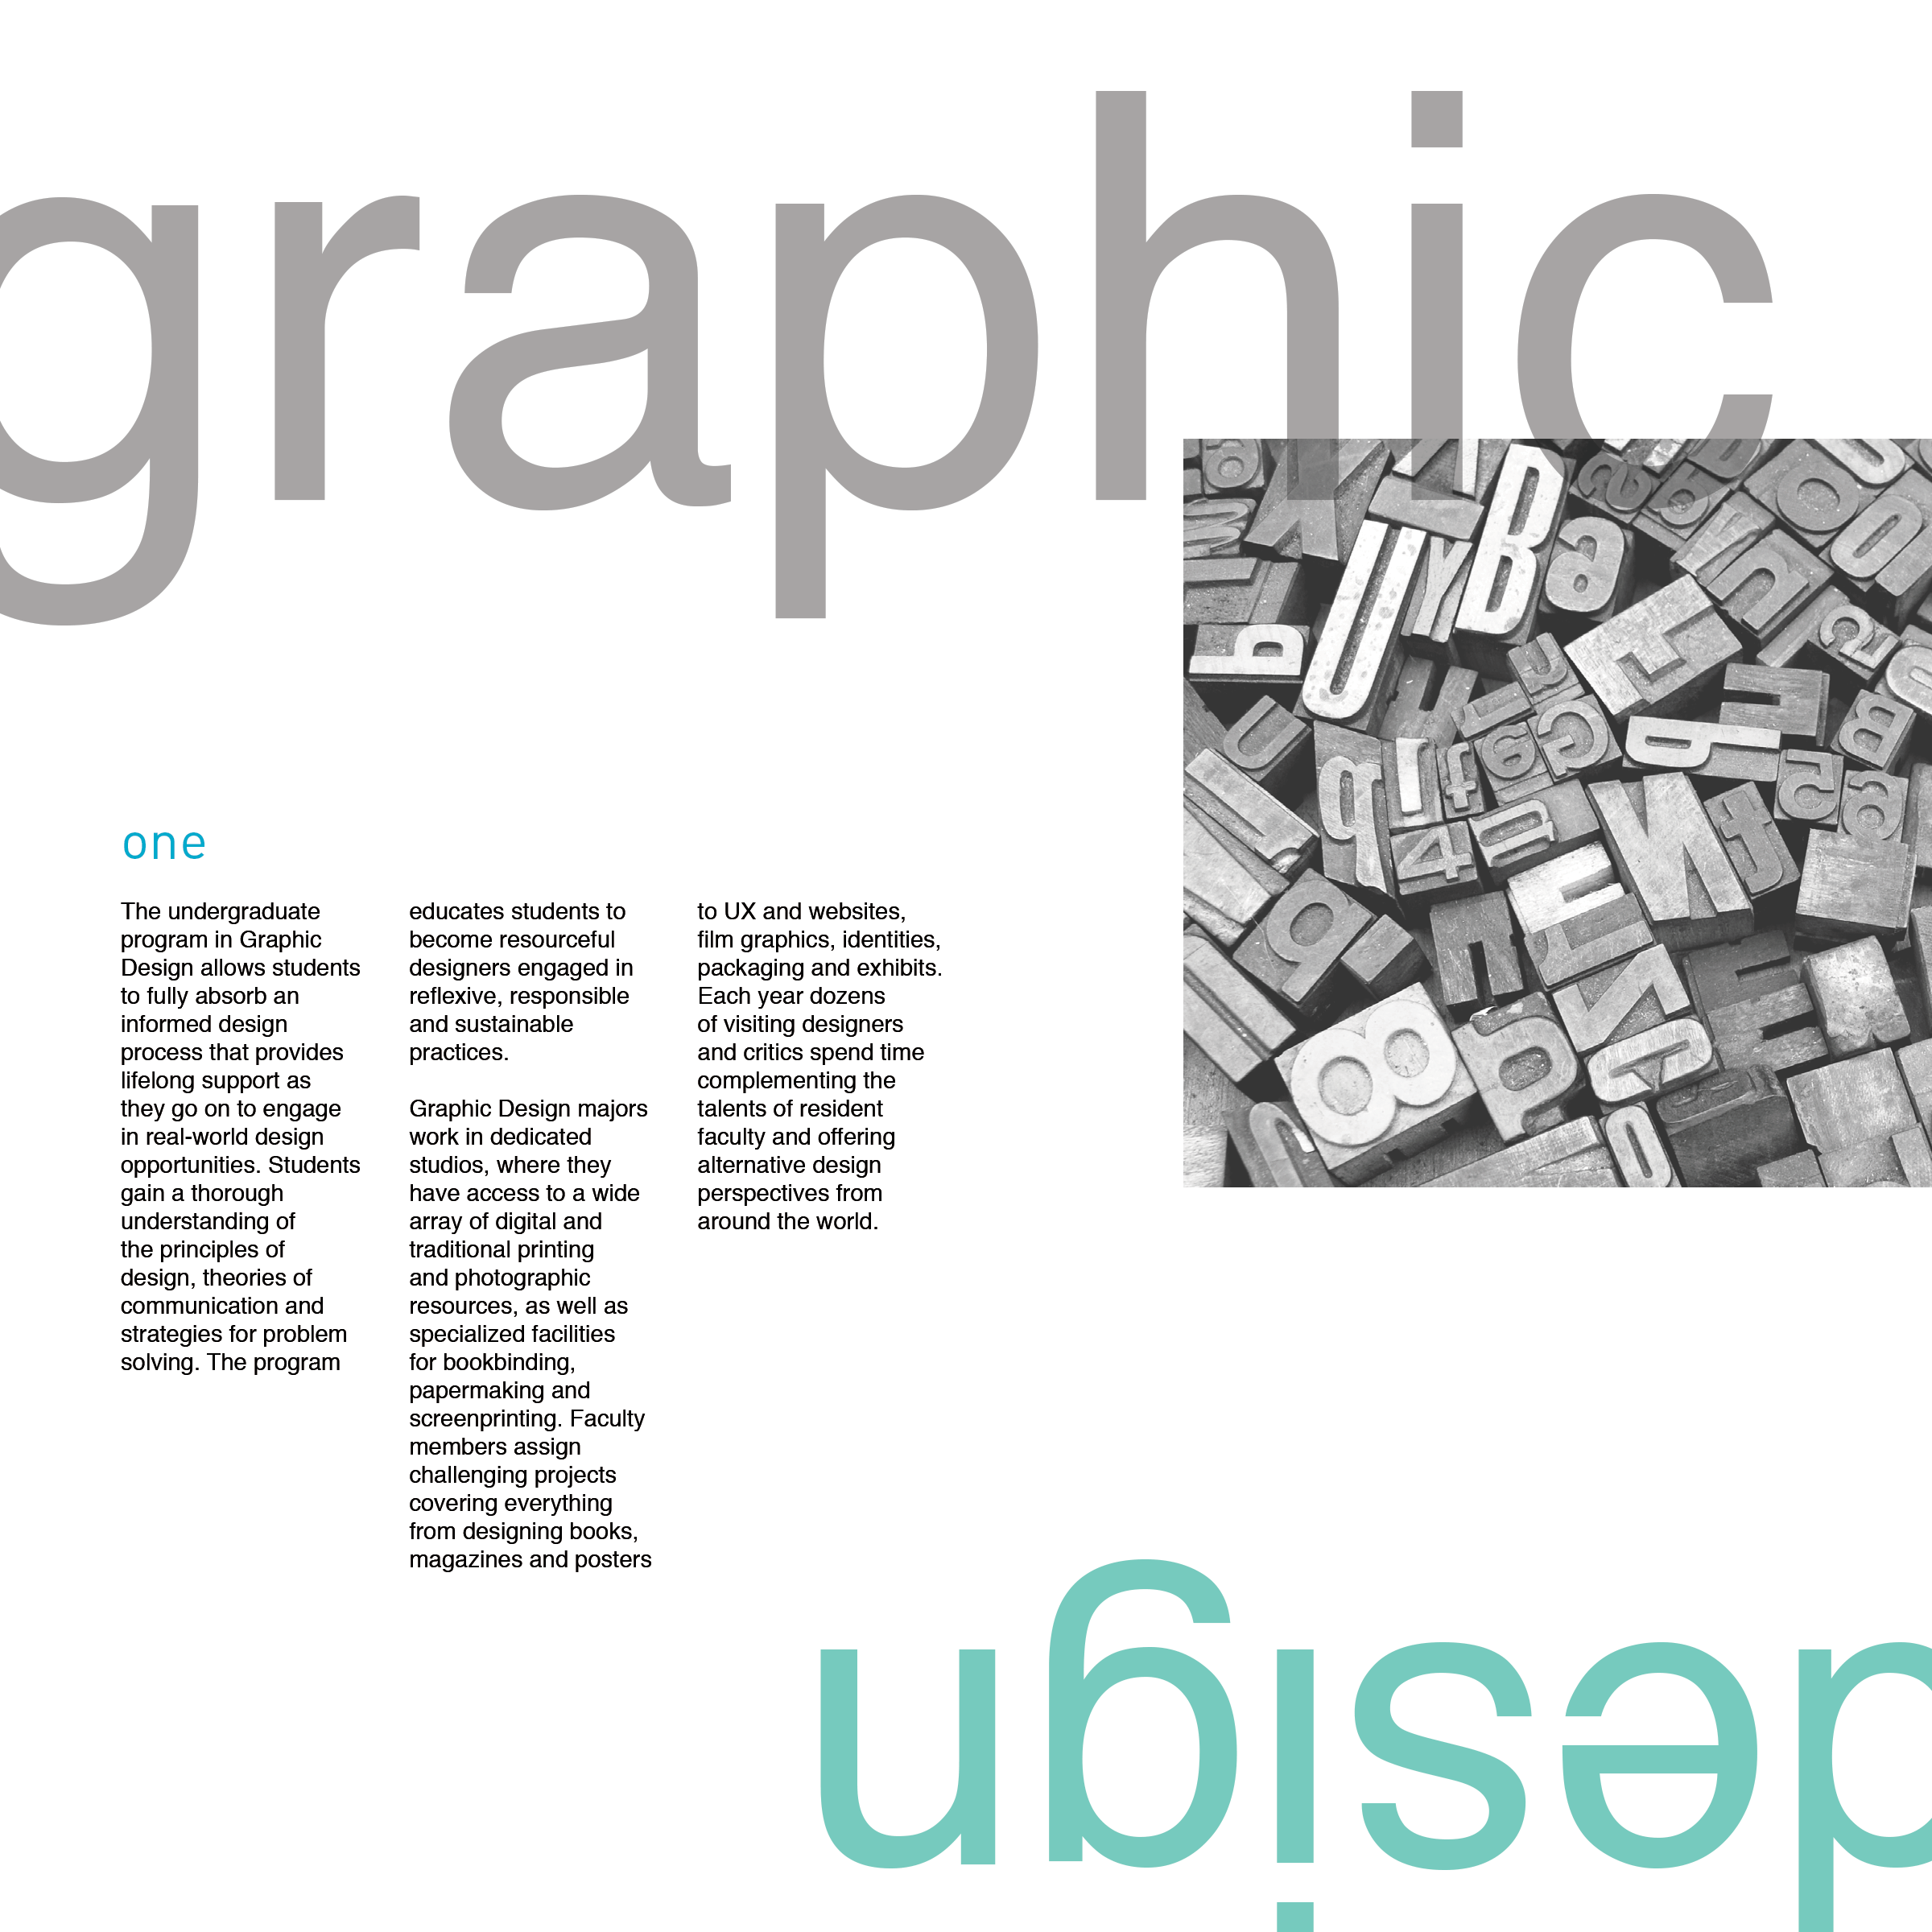 graphic
one
The undergraduate
program in Graphic
Design allows students
to fully absorb an
informed design
process that provides
lifelong support as
they go on to engage
in real-world design
opportunities. Students
gain a thorough
understanding of
the principles of
design, theories of
communication and
strategies for problem
solving. The program
educates students to
become resourceful
designers engaged in
reflexive, responsible
and sustainable
practices.
Graphic Design majors
work in dedicated
studios, where they
have access to a wide
array of digital and
traditional printing
and photographic
resources, as well as
specialized facilities
for bookbinding,
papermaking and
screenprinting. Faculty
members assign
challenging projects
covering everything
from designing books,
magazines and posters
to UX and websites,
film graphics, identities,
packaging and exhibits.
Each year dozens
of visiting designers
and critics spend time
complementing the
talents of resident
faculty and offering
alternative design
perspectives from
around the world.
design